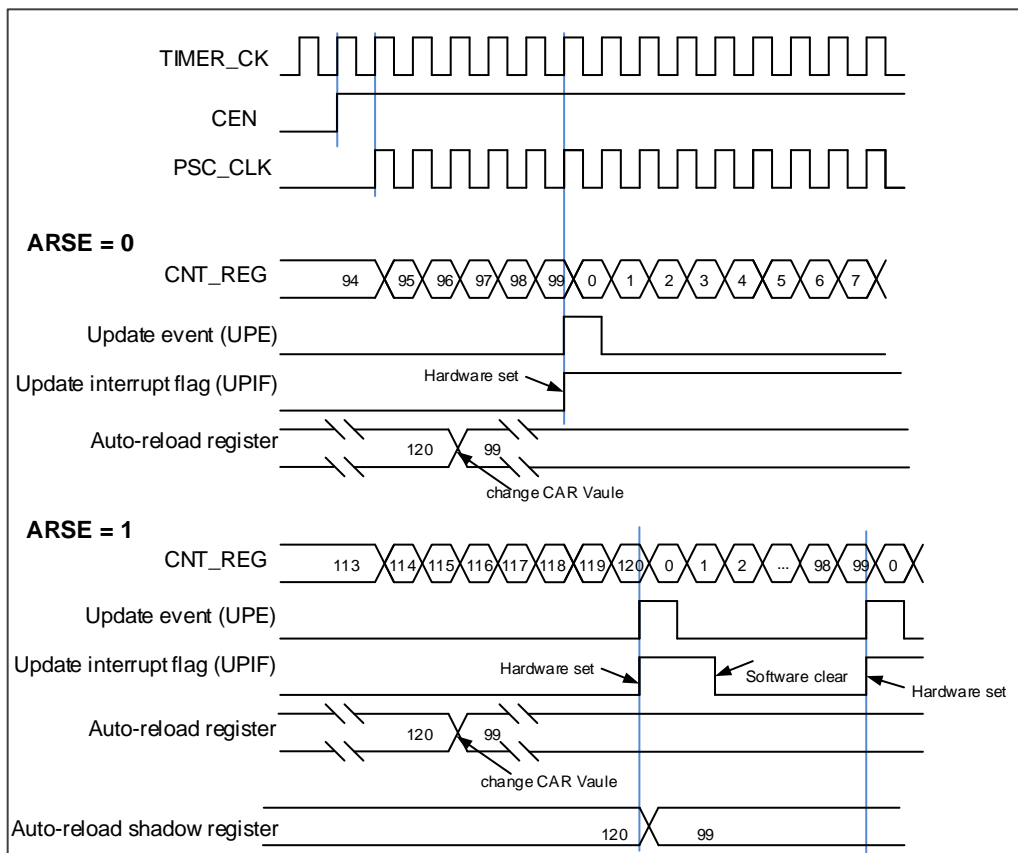 TIMER_CK
CEN
PSC_CLK
ARSE = 0
CNT_REG 94 95 96 97 98 99 0 1 2 3 4 5 6 7
Update event (UPE)
Update interrupt flag (UPIF) Hardware set
Auto-reload register 120 99
change CAR Vaule
ARSE = 1
CNT_REG 113 114 115 116 117 118 119 120 0 1 2 ... 98 99 0
Update event (UPE)
Update interrupt flag (UPIF) Hardware set Software clear Hardware set
Auto-reload register 120 99
change CAR Vaule
Auto-reload shadow register 120 99